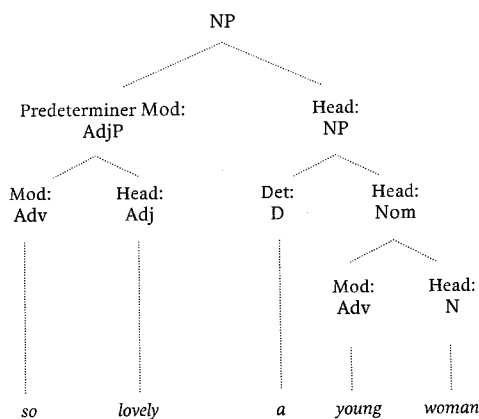 NP
Predeterminer Mod: Head:
AdjP NP
Mod: Head: Det: Head:
Adv Adj D Nom
Mod: Head:
Adv N
so lovely a young woman